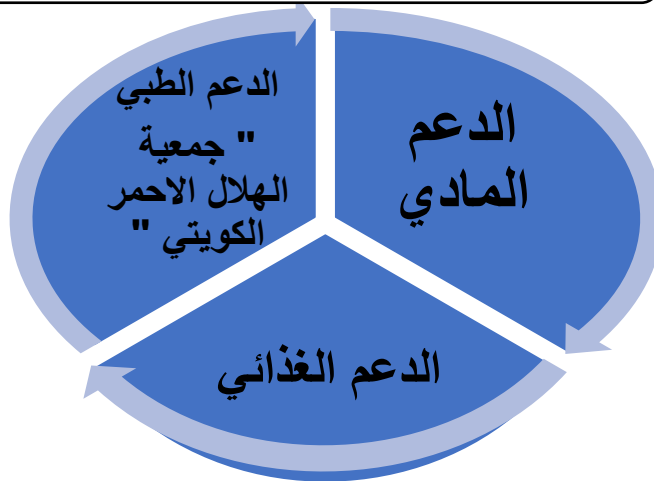 الدعم
المادي
الدعم الغذائي
الدعم الطبي
" جمعية
الهلال الاحمر
الكويتي "